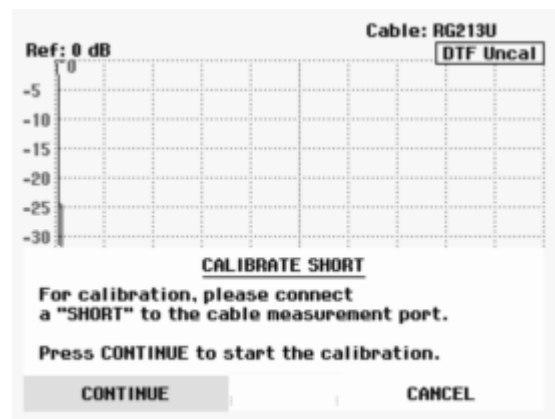 Cable: RG213U
Ref: 0 dB
DTF Uncal
0
-5
-10
-15
-20
-25
-30
CALIBRATE SHORT
For calibration, please connect
a "SHORT" to the cable measurement port.
Press CONTINUE to start the calibration.
CONTINUE
CANCEL